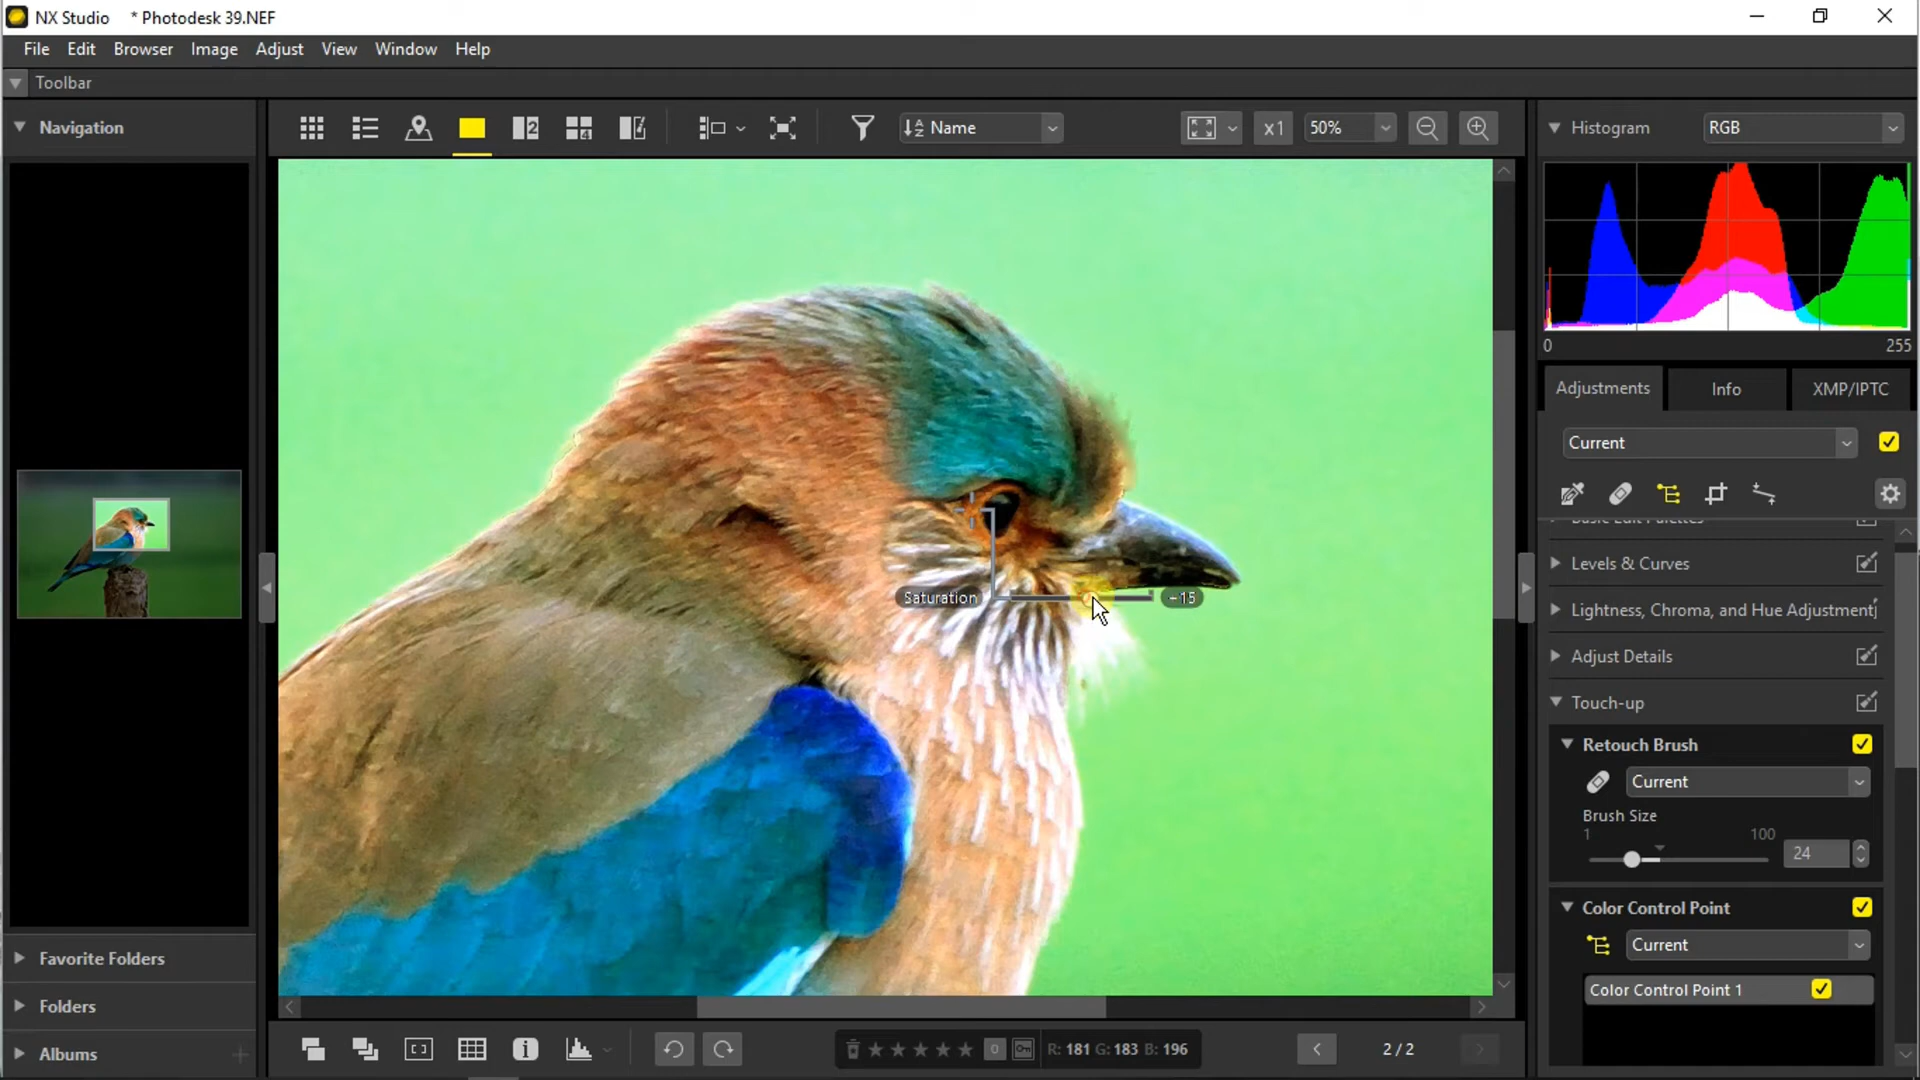 NX Studio * Photodesk 39.NEF
File Edit Browser Image Adjust View Window Help
Toolbar
Navigation
Name
x1
50%
Histogram RGB
0 255
Adjustments Info XMP/IPTC
Current
Basic Edit Palettes
Levels & Curves
Lightness, Chroma, and Hue Adjustment
Adjust Details
Touch-up
Retouch Brush
Current
Brush Size
1 100
24
Color Control Point
Current
Color Control Point 1
Saturation -15
Favorite Folders
Folders
Albums
0
R: 181 G: 183 B: 196
2/2